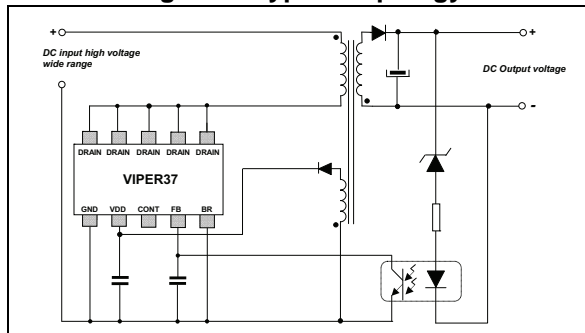 +
DC input high voltage
wide range
+
DC Output voltage
-
-
DRAIN DRAIN DRAIN DRAIN DRAIN
VIPER37
GND VDD CONT FB BR